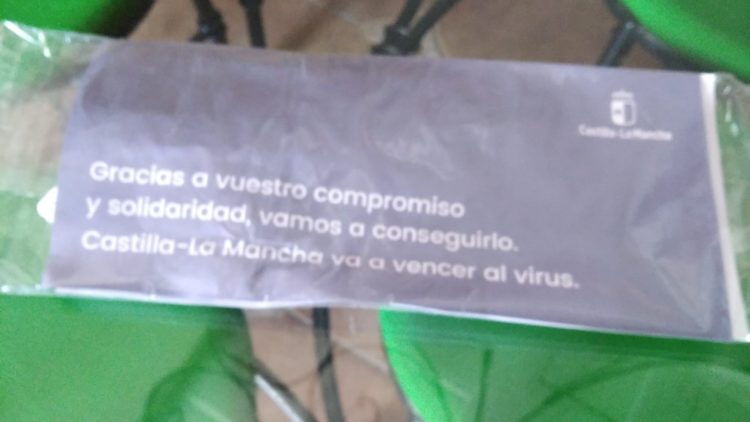 Castilla-La Mancha
Gracias a vuestro compromiso
y solidaridad, vamos a conseguirlo.
Castilla-La Mancha va a vencer al virus.